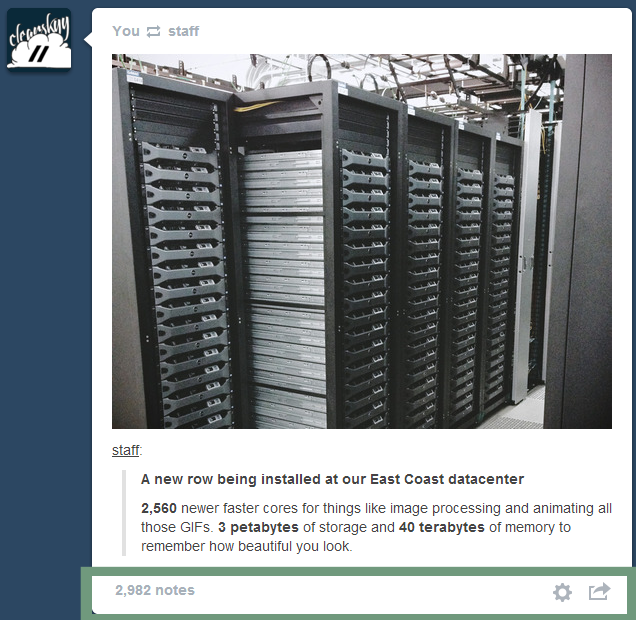 clearskyy
//
You staff
staff:
A new row being installed at our East Coast datacenter
2,560 newer faster cores for things like image processing and animating all
those GIFs. 3 petabytes of storage and 40 terabytes of memory to
remember how beautiful you look.
2,982 notes